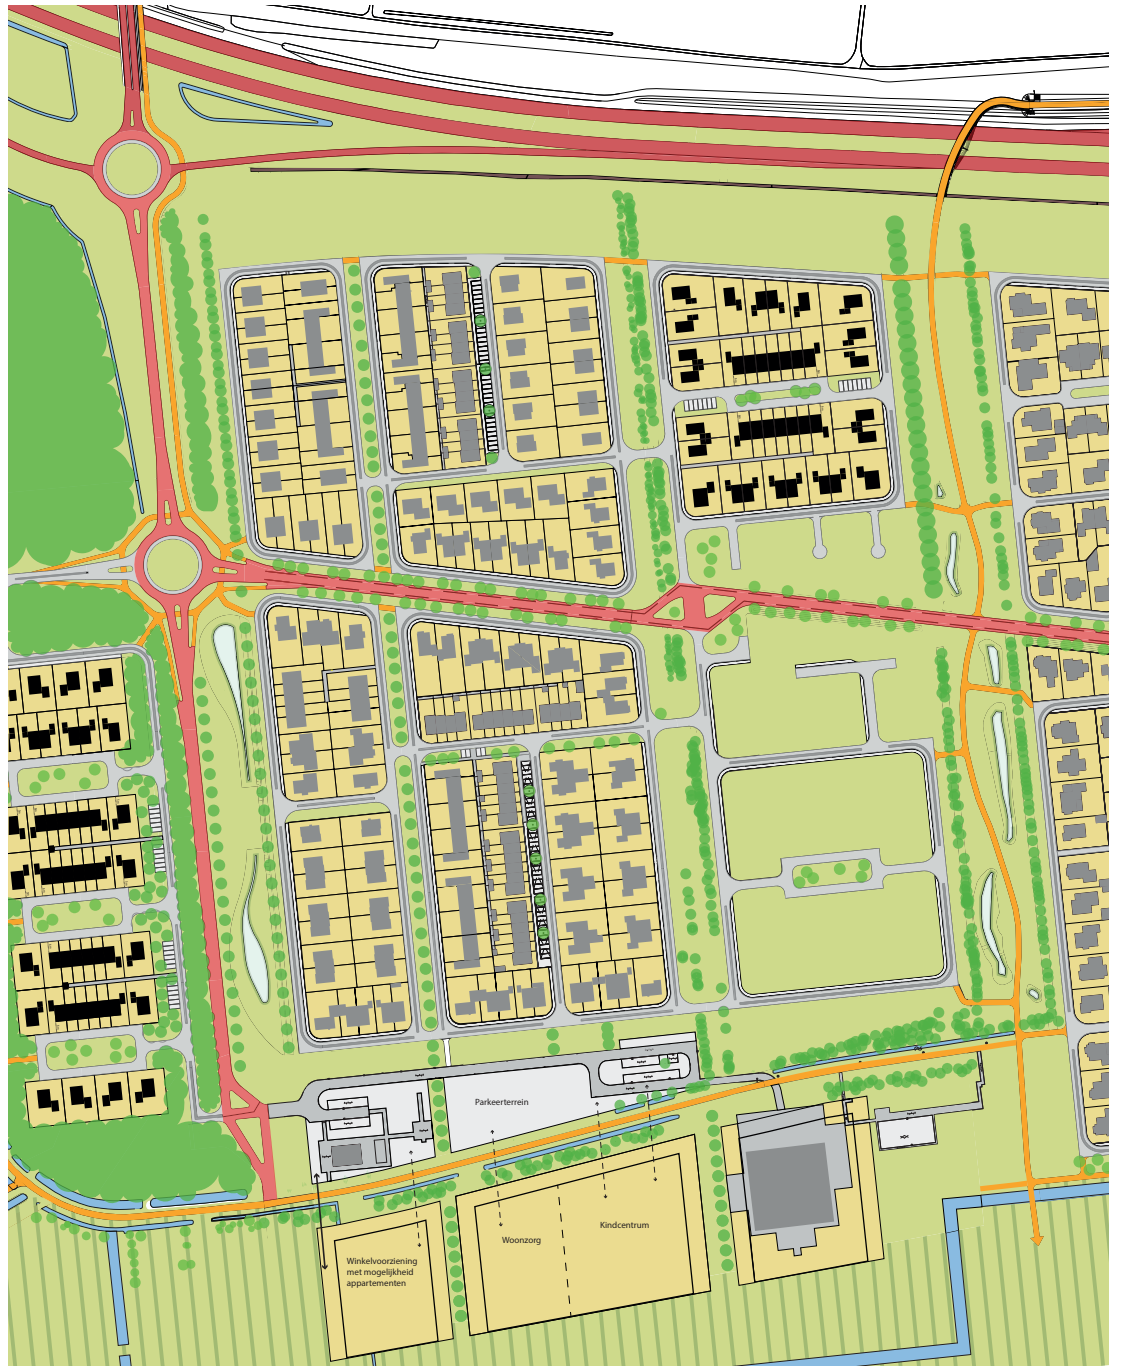 Parkeerterrein
Kindcentrum
Woonzorg
Winkelvoorziening
met mogelijkheid
appartementen